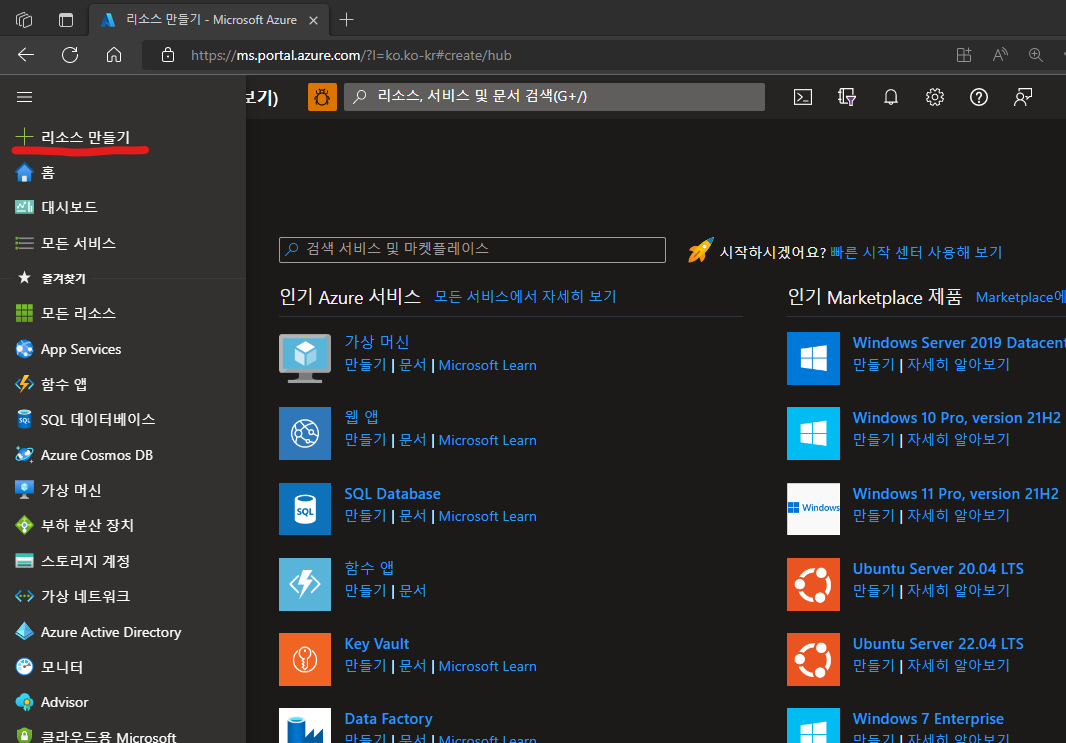 리소스 만들기 - Microsoft Azure
https://ms.portal.azure.com/?l=ko.ko-kr#create/hub
보기)
리소스, 서비스 및 문서 검색(G+/)
리소스 만들기
홈
대시보드
모든 서비스
즐겨찾기
모든 리소스
App Services
함수 앱
SQL 데이터베이스
Azure Cosmos DB
가상 머신
부하 분산 장치
스토리지 계정
가상 네트워크
Azure Active Directory
모니터
Advisor
클라우드용 Microsoft
검색 서비스 및 마켓플레이스
시작하시겠어요? 빠른 시작 센터 사용해 보기
인기 Azure 서비스 모든 서비스에서 자세히 보기
가상 머신
만들기 | 문서 | Microsoft Learn
웹 앱
만들기 | 문서 | Microsoft Learn
SQL
SQL Database
만들기 | 문서 | Microsoft Learn
함수 앱
만들기 | 문서
Key Vault
만들기 | 문서 | Microsoft Learn
Data Factory
만들기 | 문서 | Microsoft Learn
인기 Marketplace 제품 Marketplace에
Windows Server 2019 Datacent
만들기 | 자세히 알아보기
Windows 10 Pro, version 21H2
만들기 | 자세히 알아보기
Windows
Windows 11 Pro, version 21H2
만들기 | 자세히 알아보기
Ubuntu Server 20.04 LTS
만들기 | 자세히 알아보기
Ubuntu Server 22.04 LTS
만들기 | 자세히 알아보기
Windows 7 Enterprise
만들기 | 자세히 알아보기